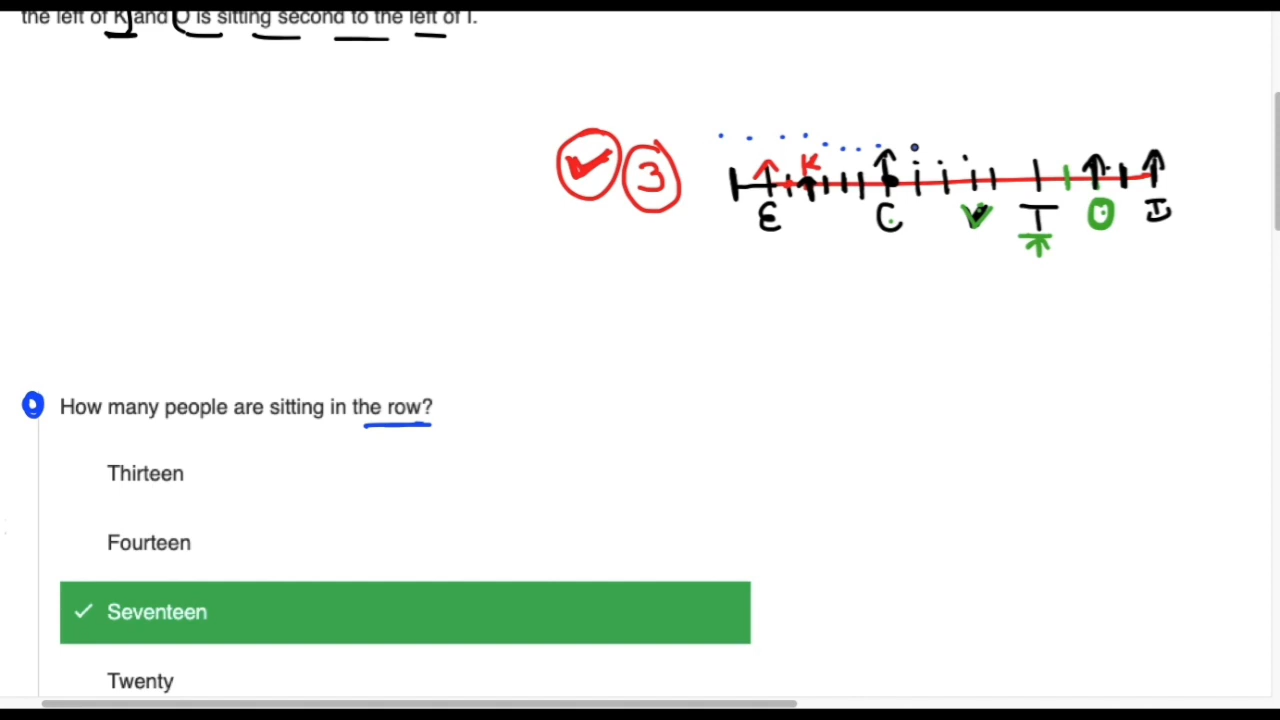 the left of K and O is sitting second to the left of I.
K
3
E C V T O I
How many people are sitting in the row?
Thirteen
Fourteen
Seventeen
Twenty